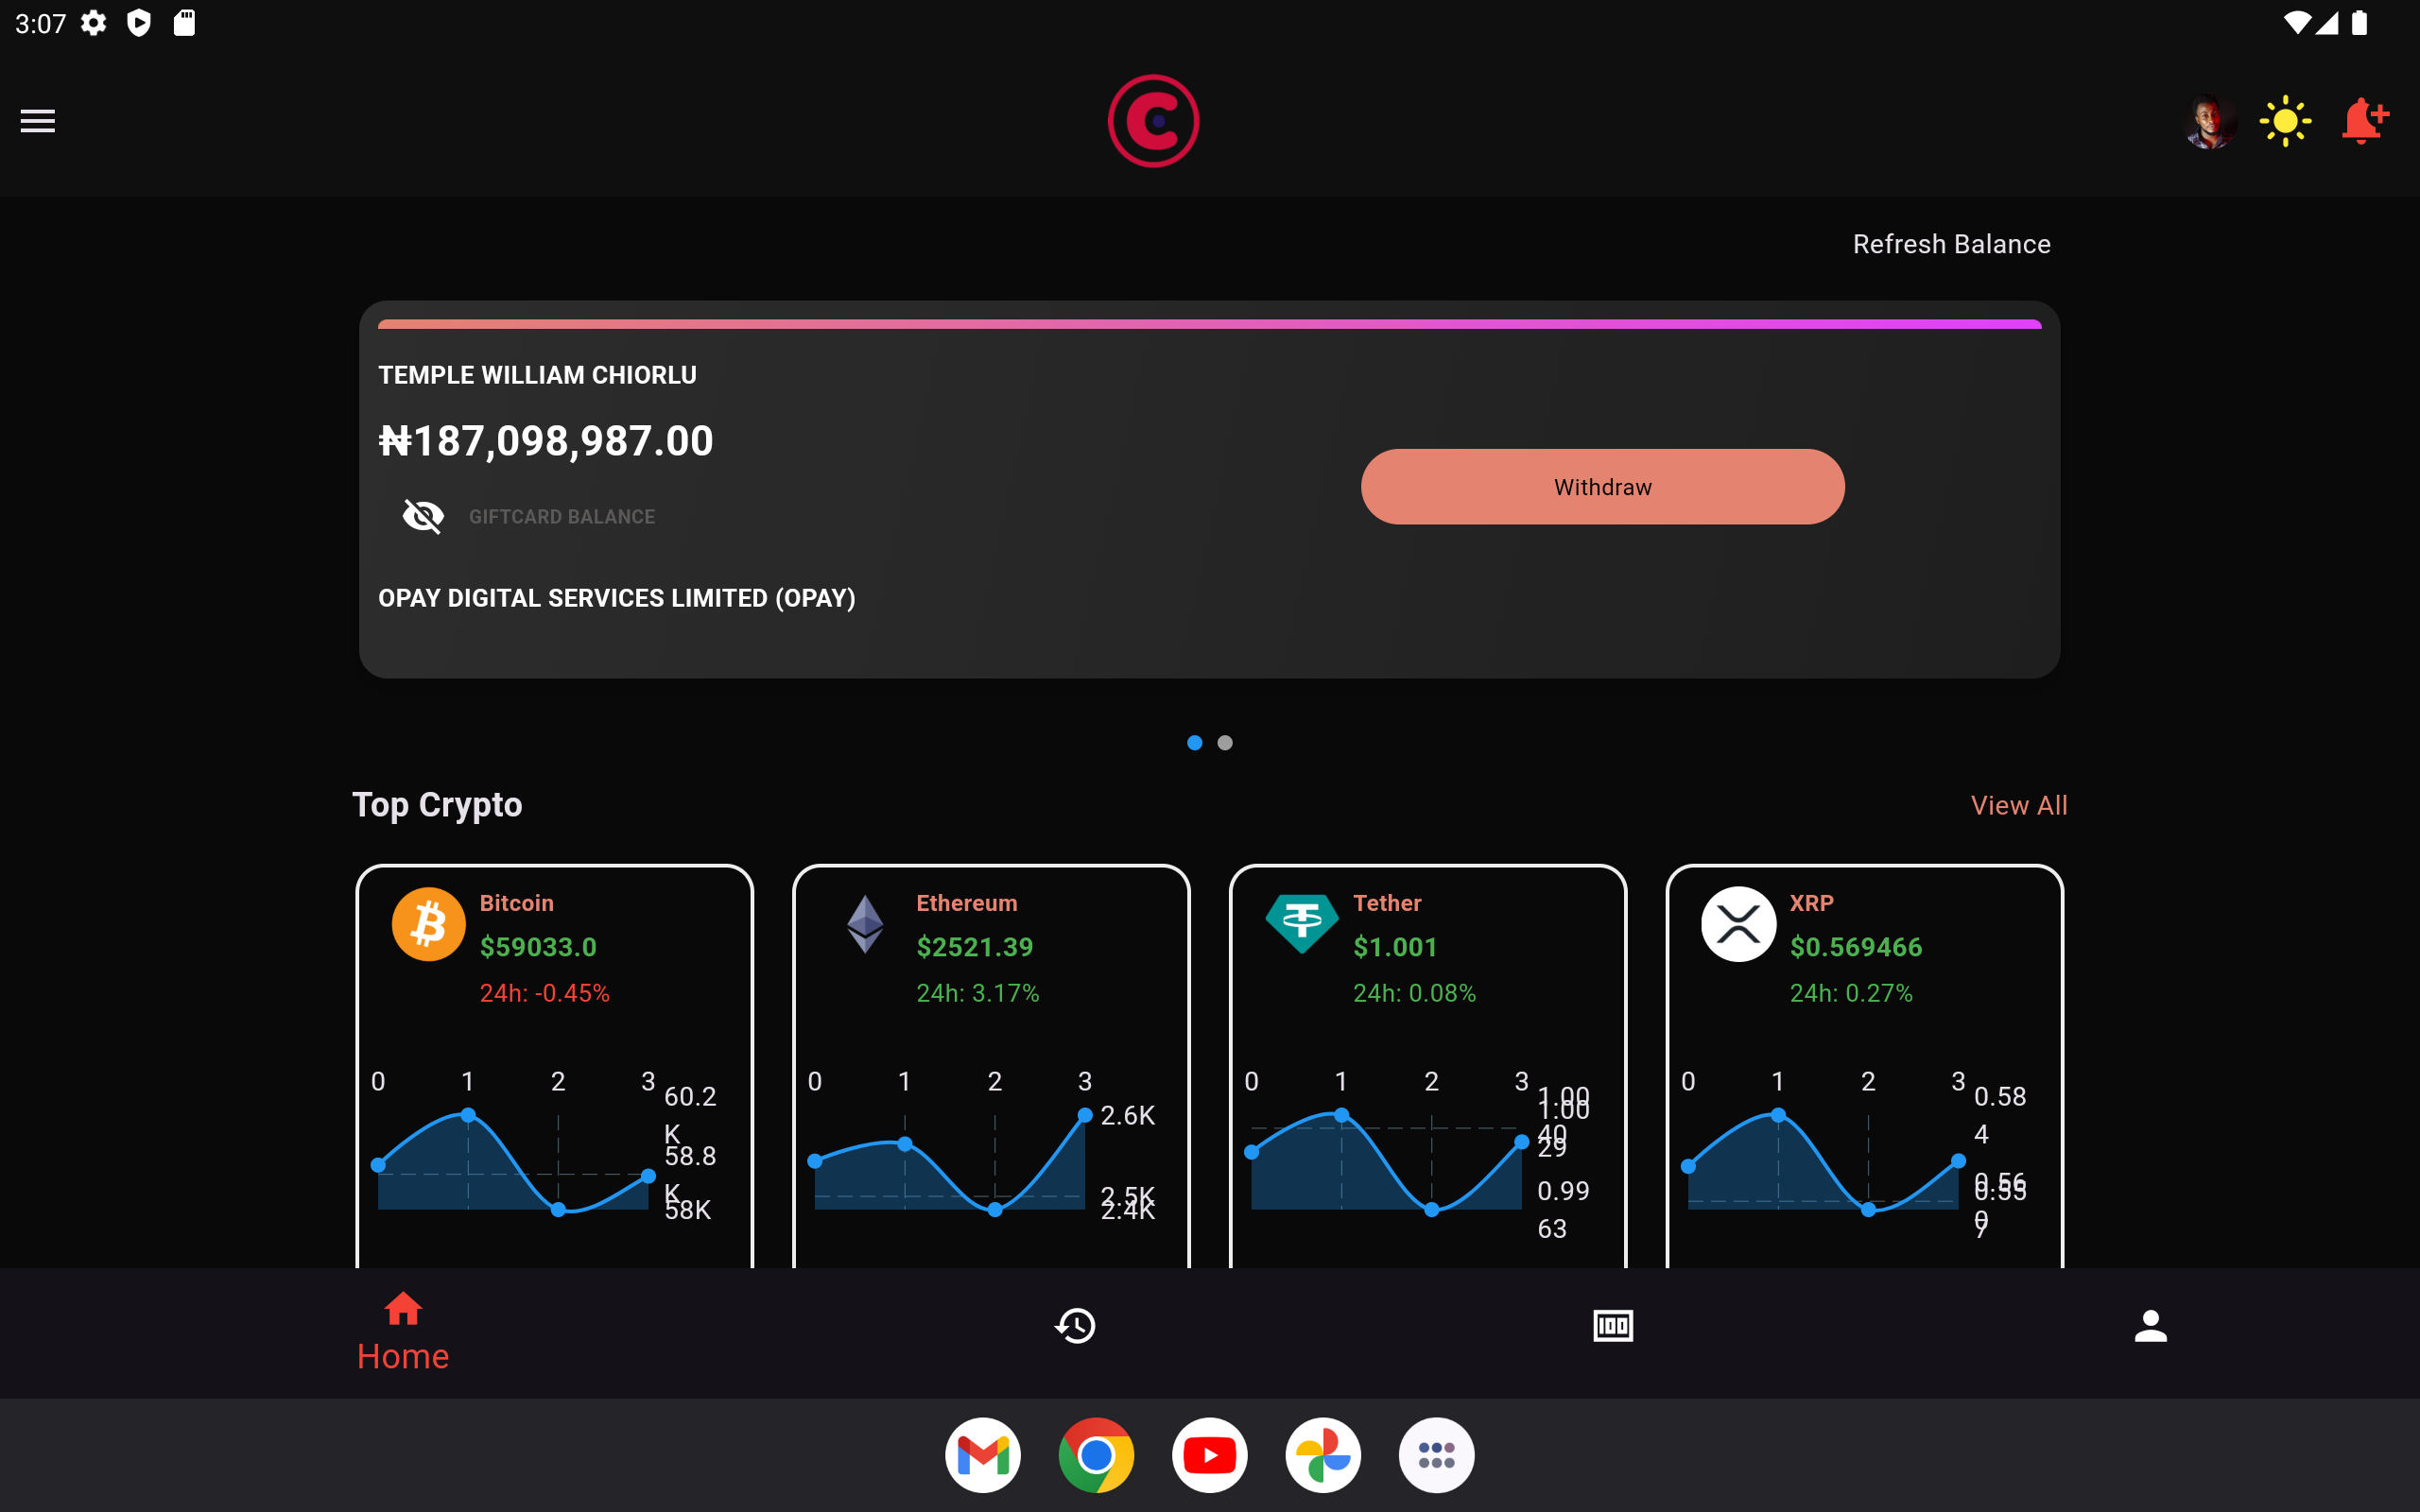 3:07
Refresh Balance
TEMPLE WILLIAM CHIORLU
₦187,098,987.00
GIFTCARD BALANCE
Withdraw
OPAY DIGITAL SERVICES LIMITED (OPAY)
Top Crypto
View All
Bitcoin
$59033.0
24h: -0.45%
0 1 2 3
60.2
K
58.8
K
58K
Ethereum
$2521.39
24h: 3.17%
0 1 2 3
2.6K
2.5K
2.4K
Tether
$1.001
24h: 0.08%
0 1 2 3
1.00
40
1.00
29
0.99
63
XRP
$0.569466
24h: 0.27%
0 1 2 3
0.58
4
0.56
0
0.55
7
Home